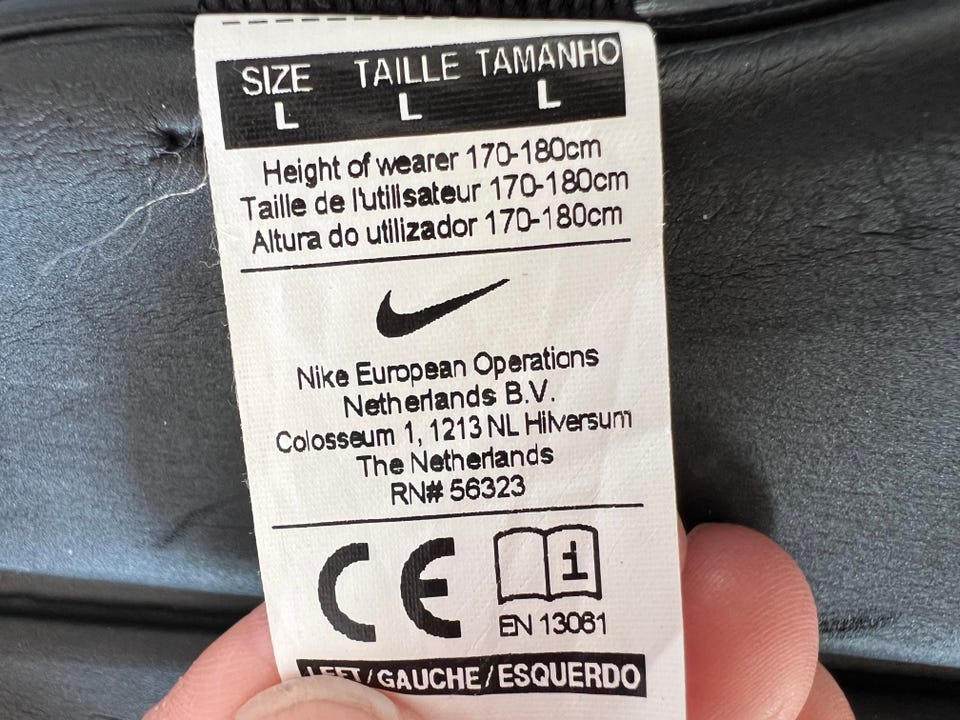 SIZE TAILLE TAMANHO
L L L
Height of wearer 170-180cm
Taille de l'utilisateur 170-180cm
Altura do utilizador 170-180cm
Nike European Operations
Netherlands B.V.
Colosseum 1, 1213 NL Hilversum
The Netherlands
RN# 56323
CE i
EN 13061
LEFT/GAUCHE/ESQUERDO